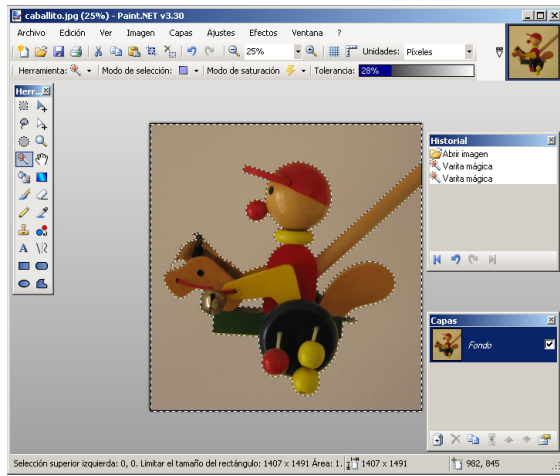 caballito.jpg (25%) - Paint.NET v3.30
Archivo Edición Ver Imagen Capas Ajustes Efectos Ventana ?
25% Unidades: Píxeles
Herramienta: Modo de selección: Modo de saturación Tolerancia: 28%
Herr...
Historial
Abrir imagen
Varita mágica
Varita mágica
Capas
Fondo
Selección superior izquierda: 0, 0. Limitar el tamaño del rectángulo: 1407 x 1491 Área: 1. 1407 x 1491 982, 845